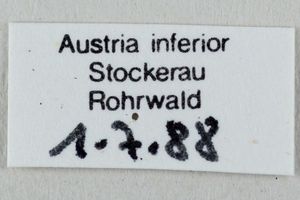 Austria inferior
Stockerau
Rohrwald
1.7.88